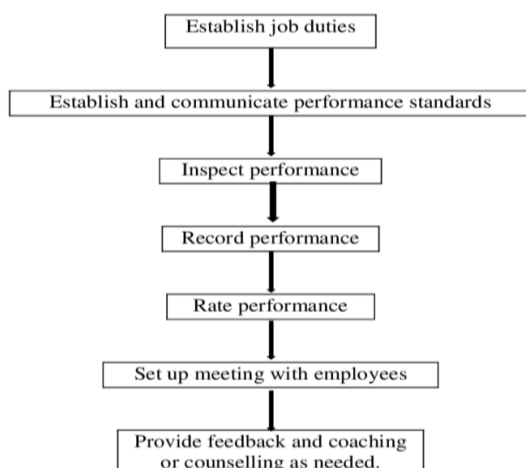 Establish job duties
Establish and communicate performance standards
Inspect performance
Record performance
Rate performance
Set up meeting with employees
Provide feedback and coaching
or counselling as needed.